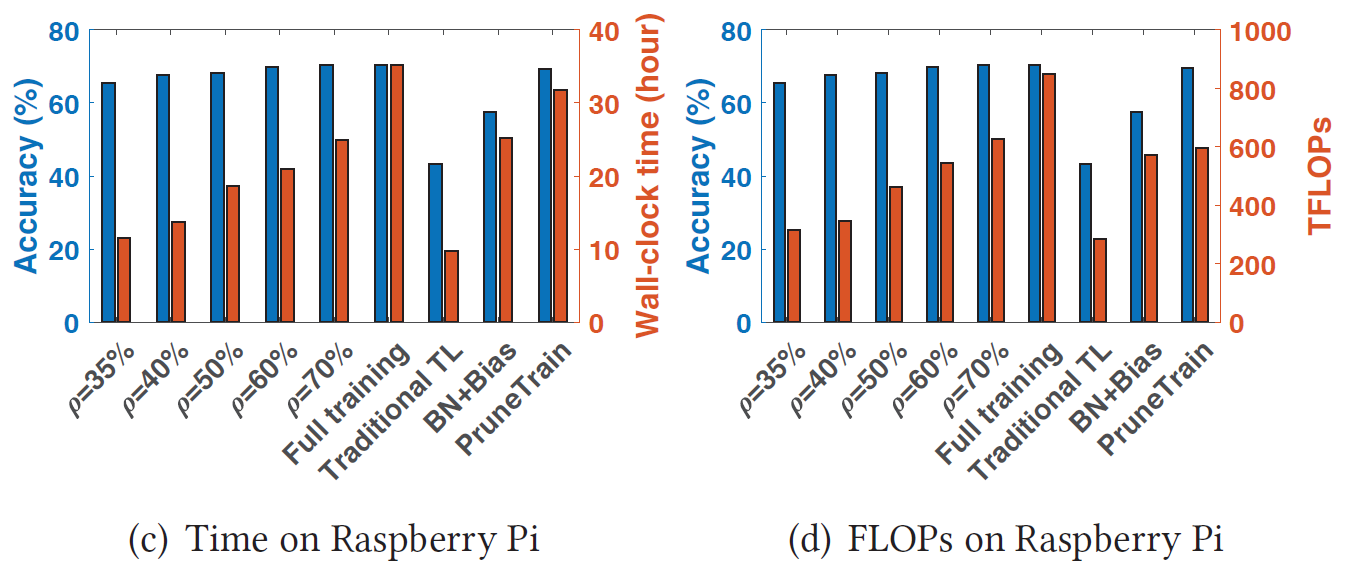 Accuracy (%)
80
60
40
20
0
Wall-clock time (hour)
40
30
20
10
0
ρ=35%
ρ=40%
ρ=50%
ρ=60%
ρ=70%
Full training
Traditional TL
BN+Bias
PruneTrain
(c) Time on Raspberry Pi
Accuracy (%)
80
60
40
20
0
TFLOPs
1000
800
600
400
200
0
ρ=35%
ρ=40%
ρ=50%
ρ=60%
ρ=70%
Full training
Traditional TL
BN+Bias
PruneTrain
(d) FLOPs on Raspberry Pi